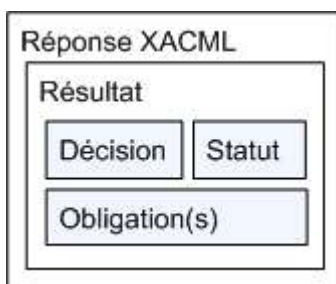 Réponse XACML
Résultat
Décision Statut
Obligation(s)